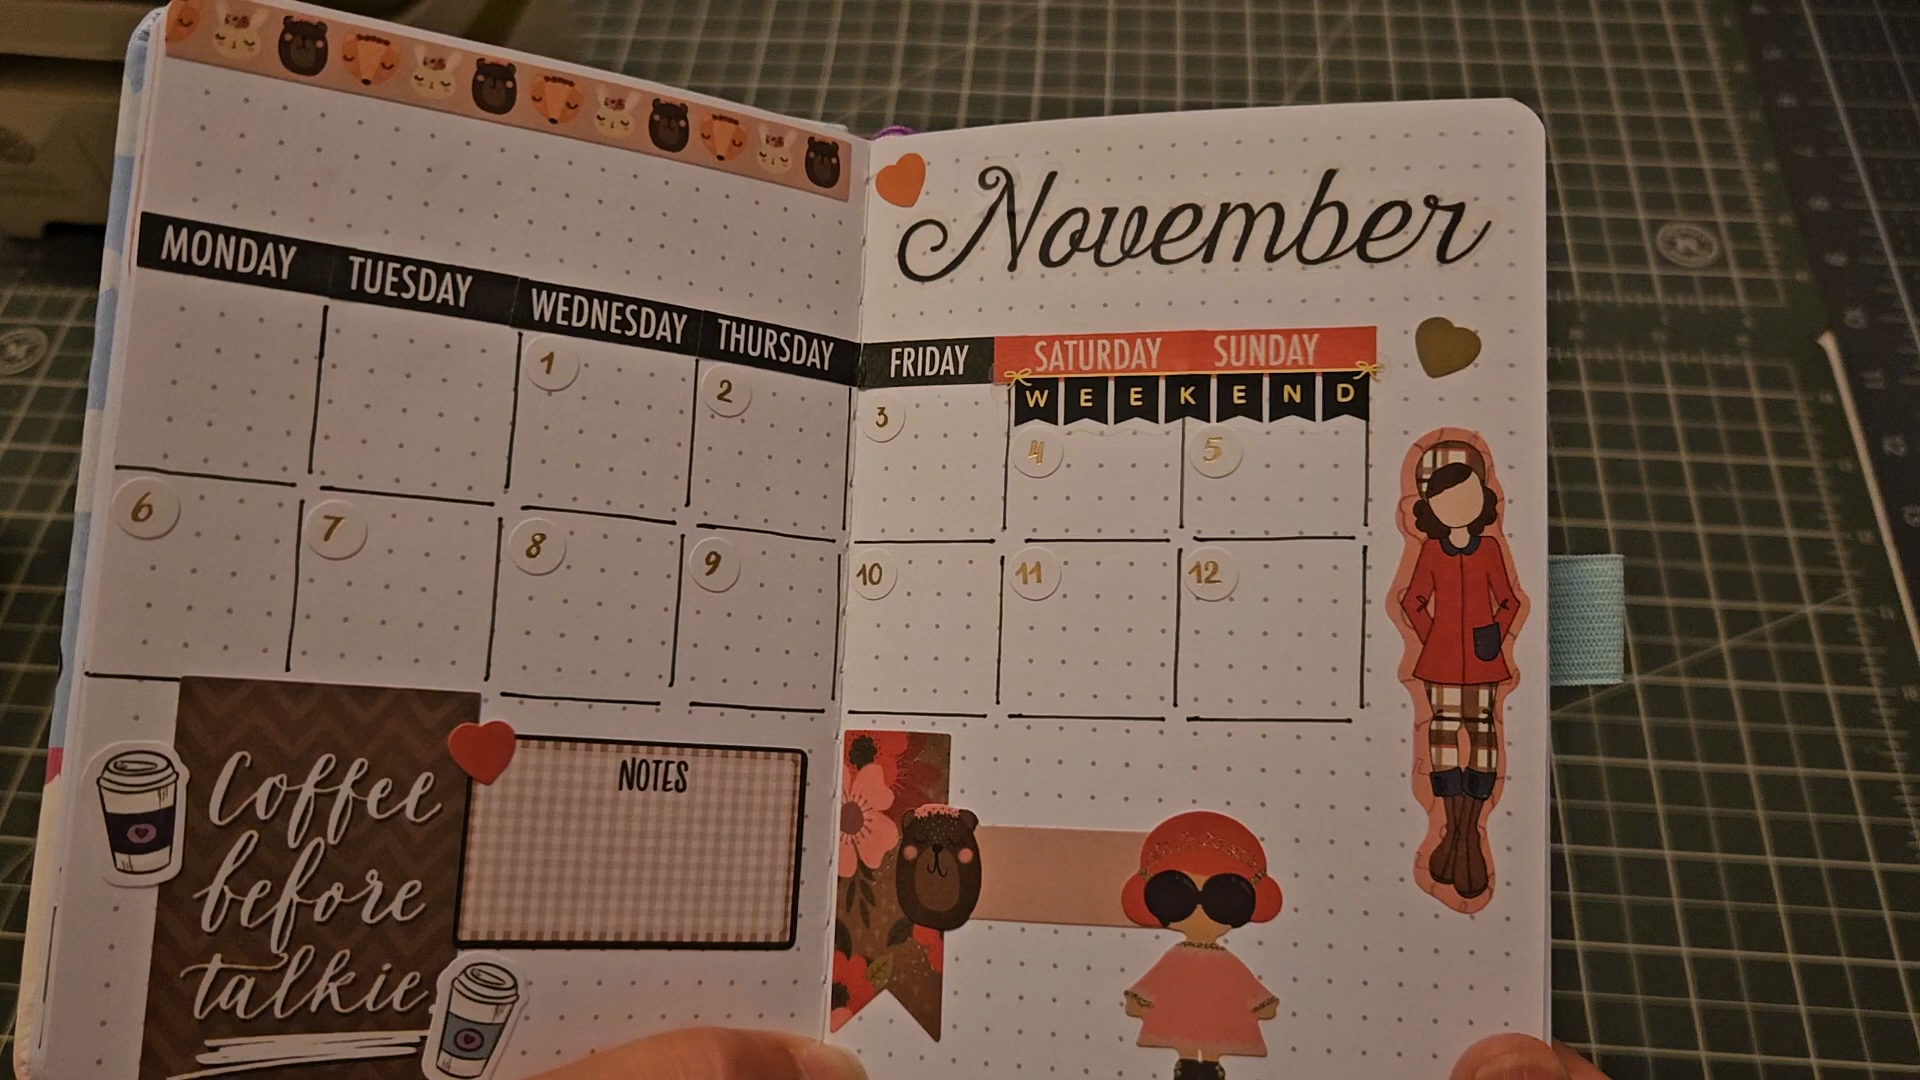 November
MONDAY TUESDAY WEDNESDAY THURSDAY FRIDAY SATURDAY SUNDAY
WEEKEND
1 2 3 4 5
6 7 8 9 10 11 12
Coffee
before
talkie
NOTES